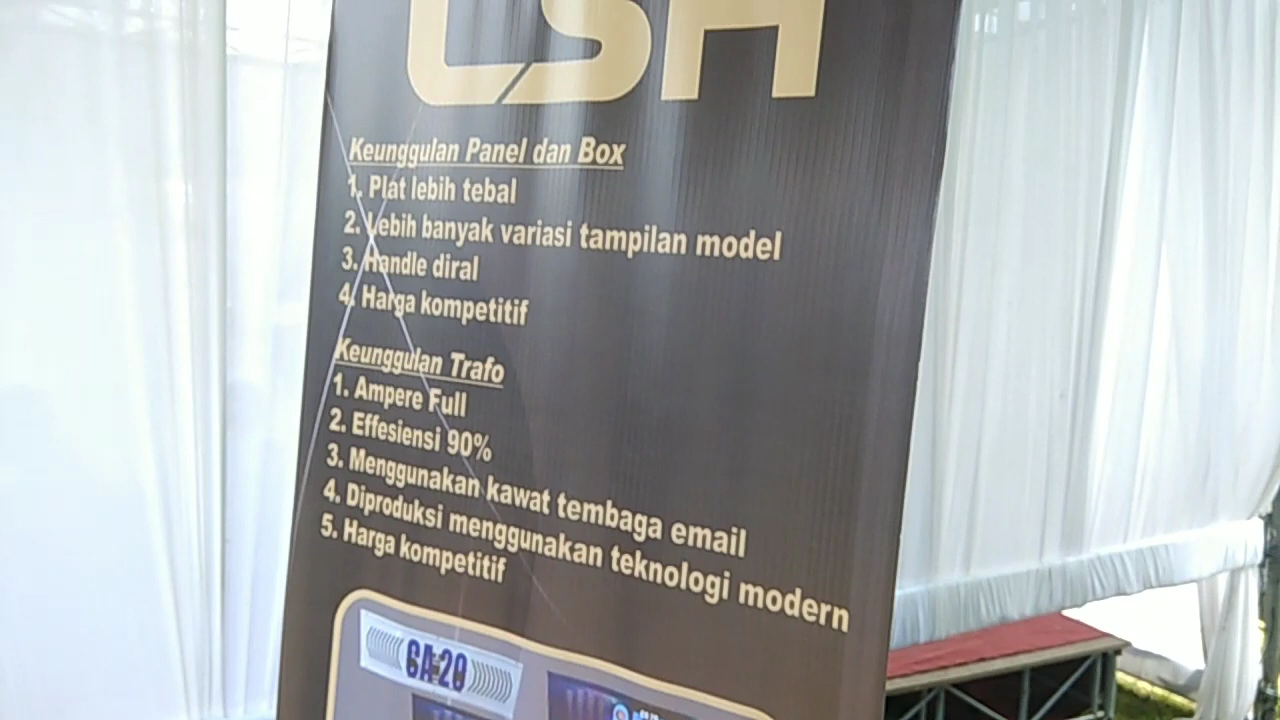 LSH
Keunggulan Panel dan Box
1. Plat lebih tebal
2. Lebih banyak variasi tampilan model
3. Handle diral
4. Harga kompetitif
Keunggulan Trafo
1. Ampere Full
2. Effesiensi 90%
3. Menggunakan kawat tembaga email
4. Diproduksi menggunakan teknologi modern
5. Harga kompetitif
CA-20